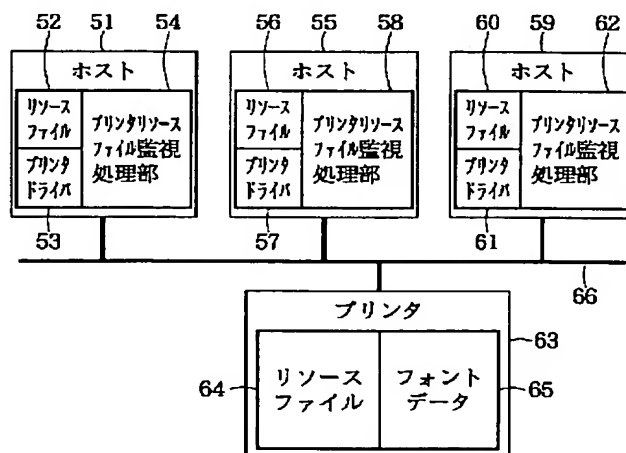 52 51 54 56 55 58 60 59 62
ホスト ホスト ホスト
リソース
ファイル
プリンタリソース
ファイル監視
処理部
プリンタ
ドライバ
リソース
ファイル
プリンタリソース
ファイル監視
処理部
プリンタ
ドライバ
リソース
ファイル
プリンタリソース
ファイル監視
処理部
プリンタ
ドライバ
53 57 61
66
プリンタ
63
64
リソース
ファイル
フォント
データ
65